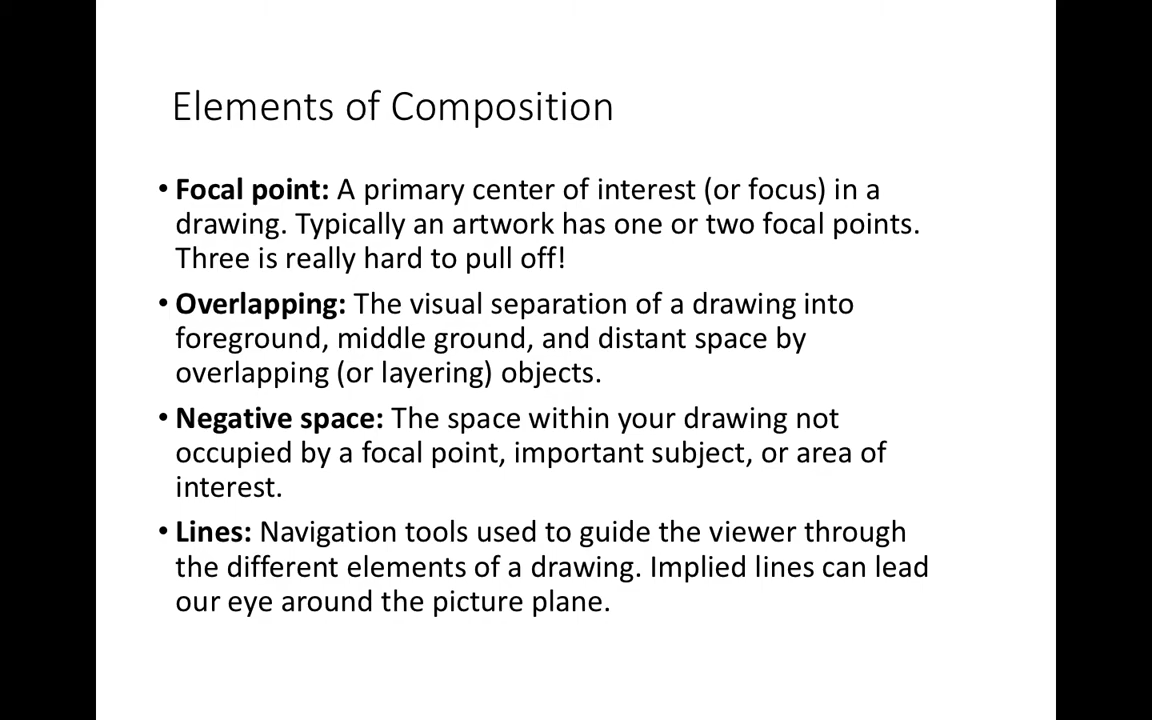 Elements of Composition
• Focal point: A primary center of interest (or focus) in a
drawing. Typically an artwork has one or two focal points.
Three is really hard to pull off!
• Overlapping: The visual separation of a drawing into
foreground, middle ground, and distant space by
overlapping (or layering) objects.
• Negative space: The space within your drawing not
occupied by a focal point, important subject, or area of
interest.
• Lines: Navigation tools used to guide the viewer through
the different elements of a drawing. Implied lines can lead
our eye around the picture plane.